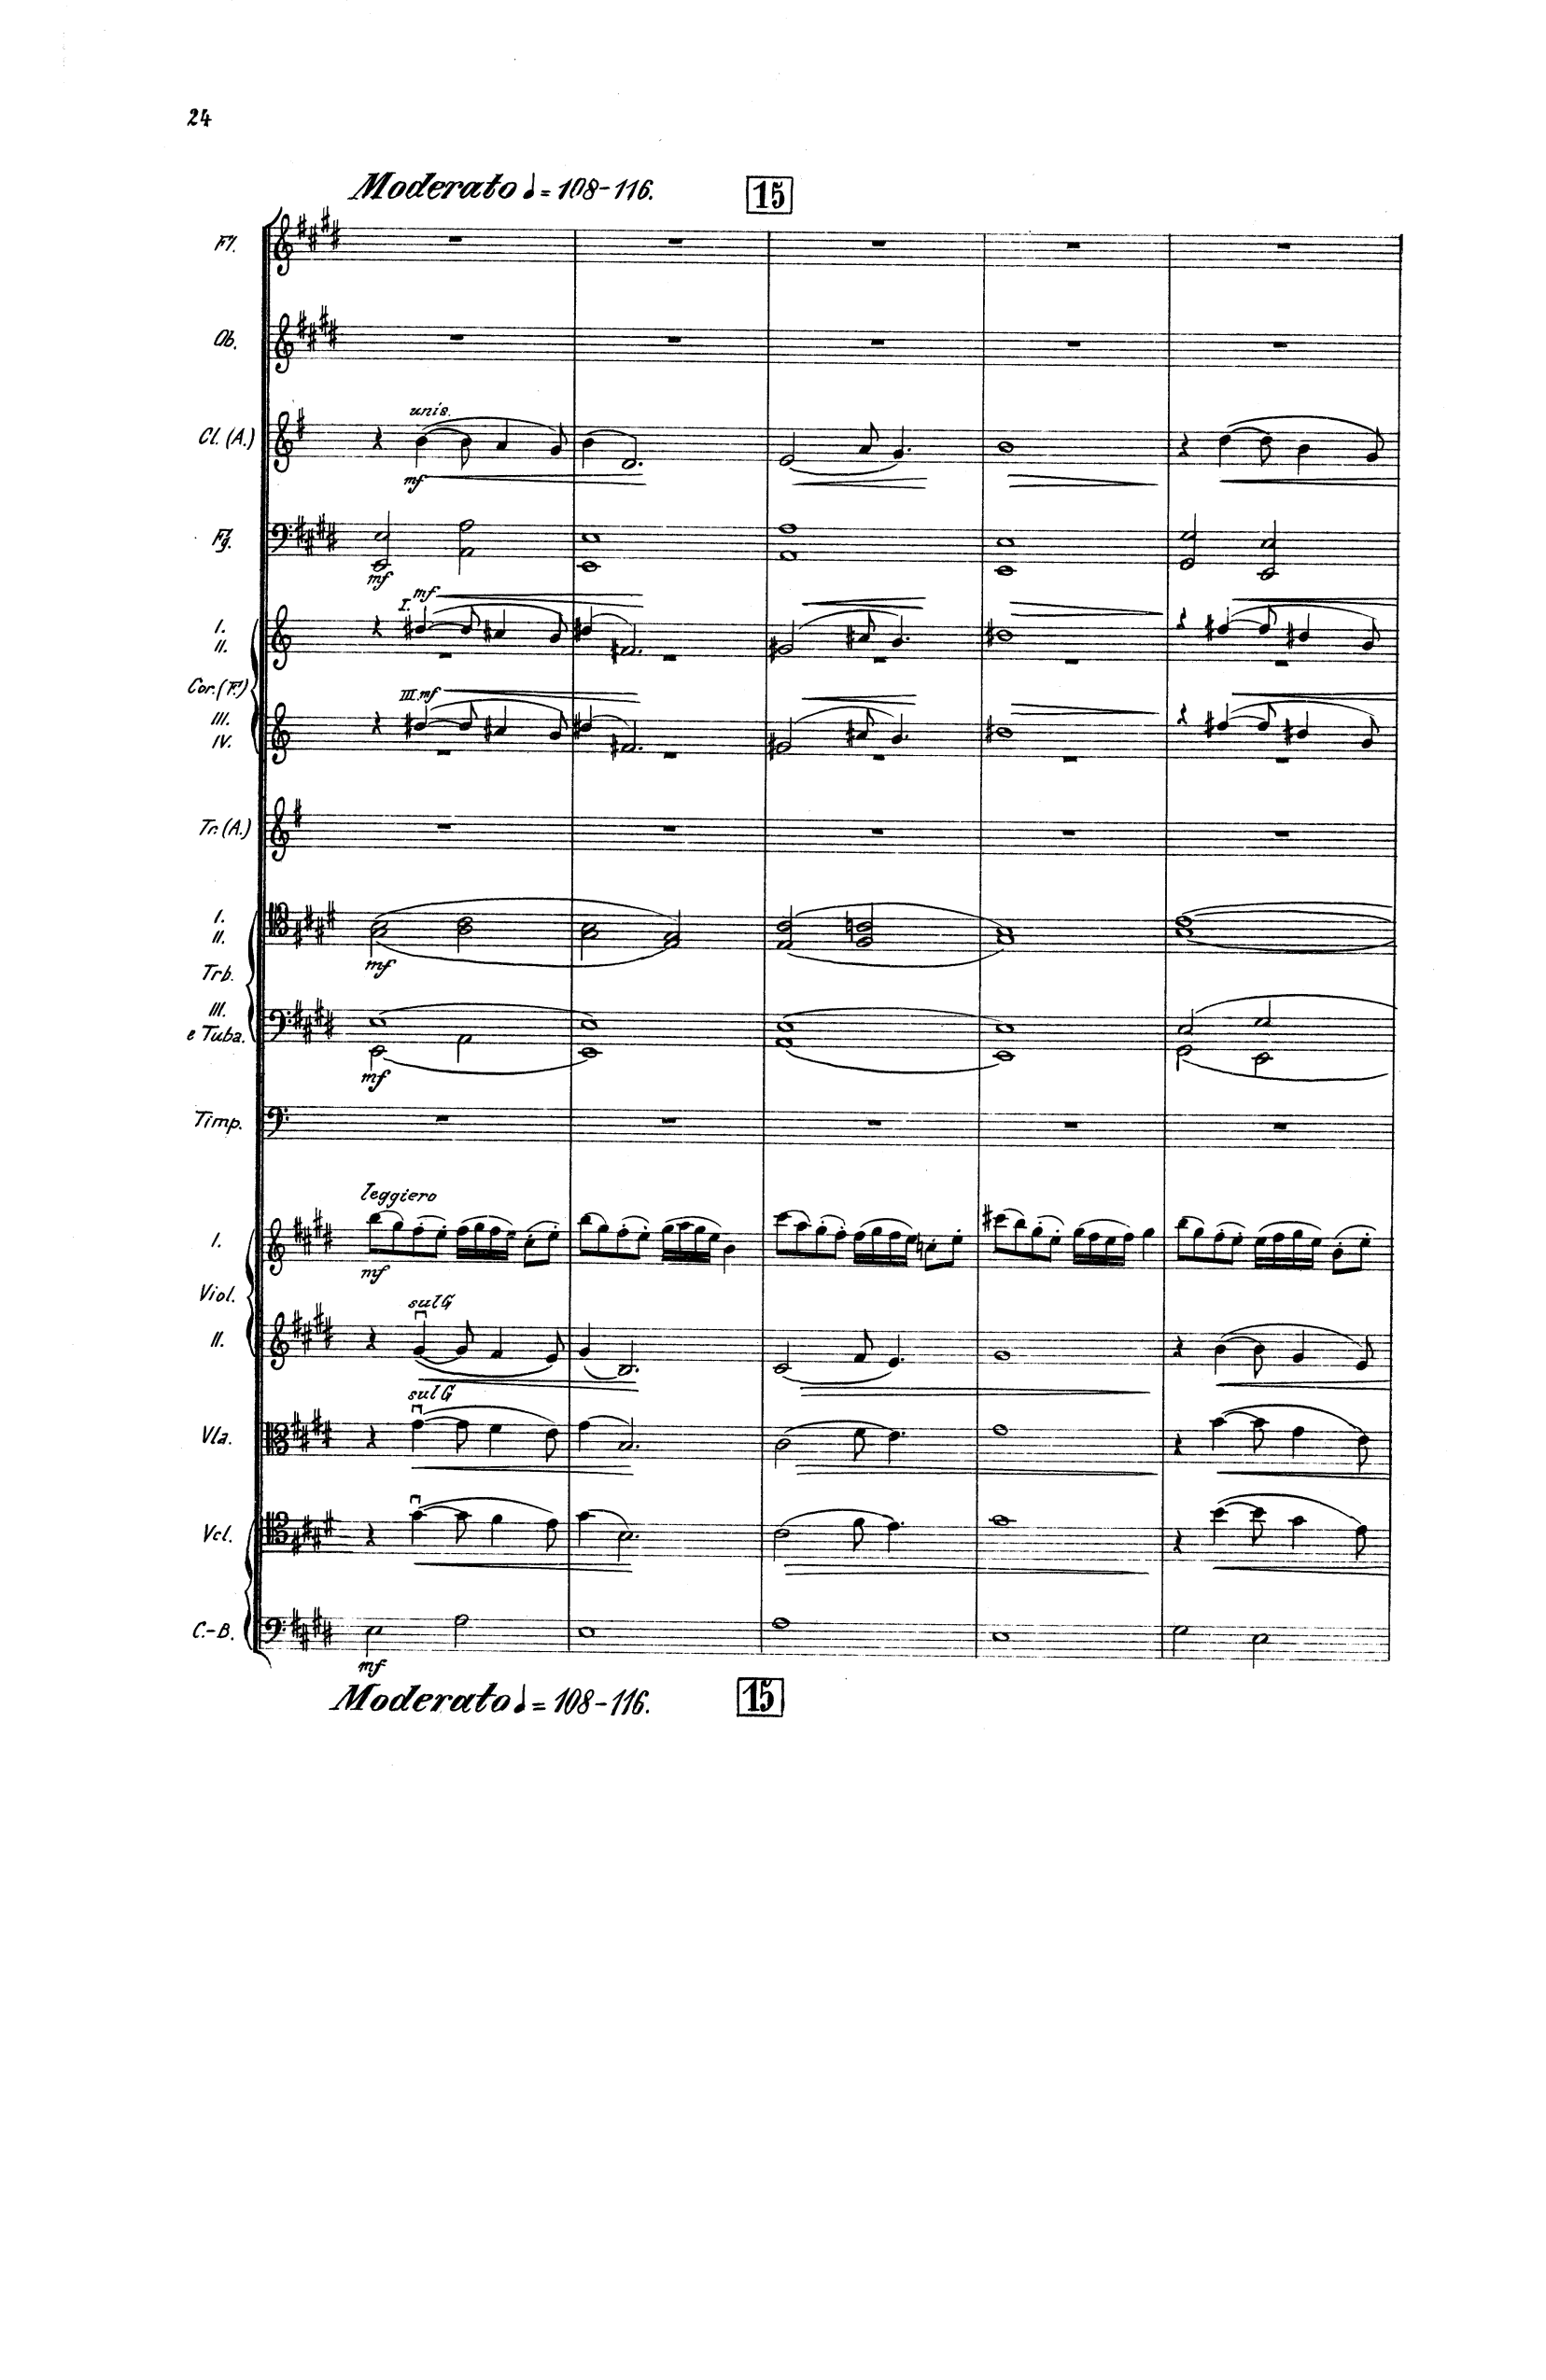 24
Moderato ♩ = 108-116. 15
Fl.
Ob.
unis.
Cl. (A.)
mf
Fg.
mf
mf
I.
I.
II.
Cor. (F.)
III. mf
III.
IV.
Tr. (A.)
I.
II.
mf
Trb.
III.
e Tuba.
mf
Timp.
leggiero
I.
mf
Viol.
sul G
II.
sul G
Vla.
Vcl.
C.-B.
mf
Moderato ♩ = 108-116. 15